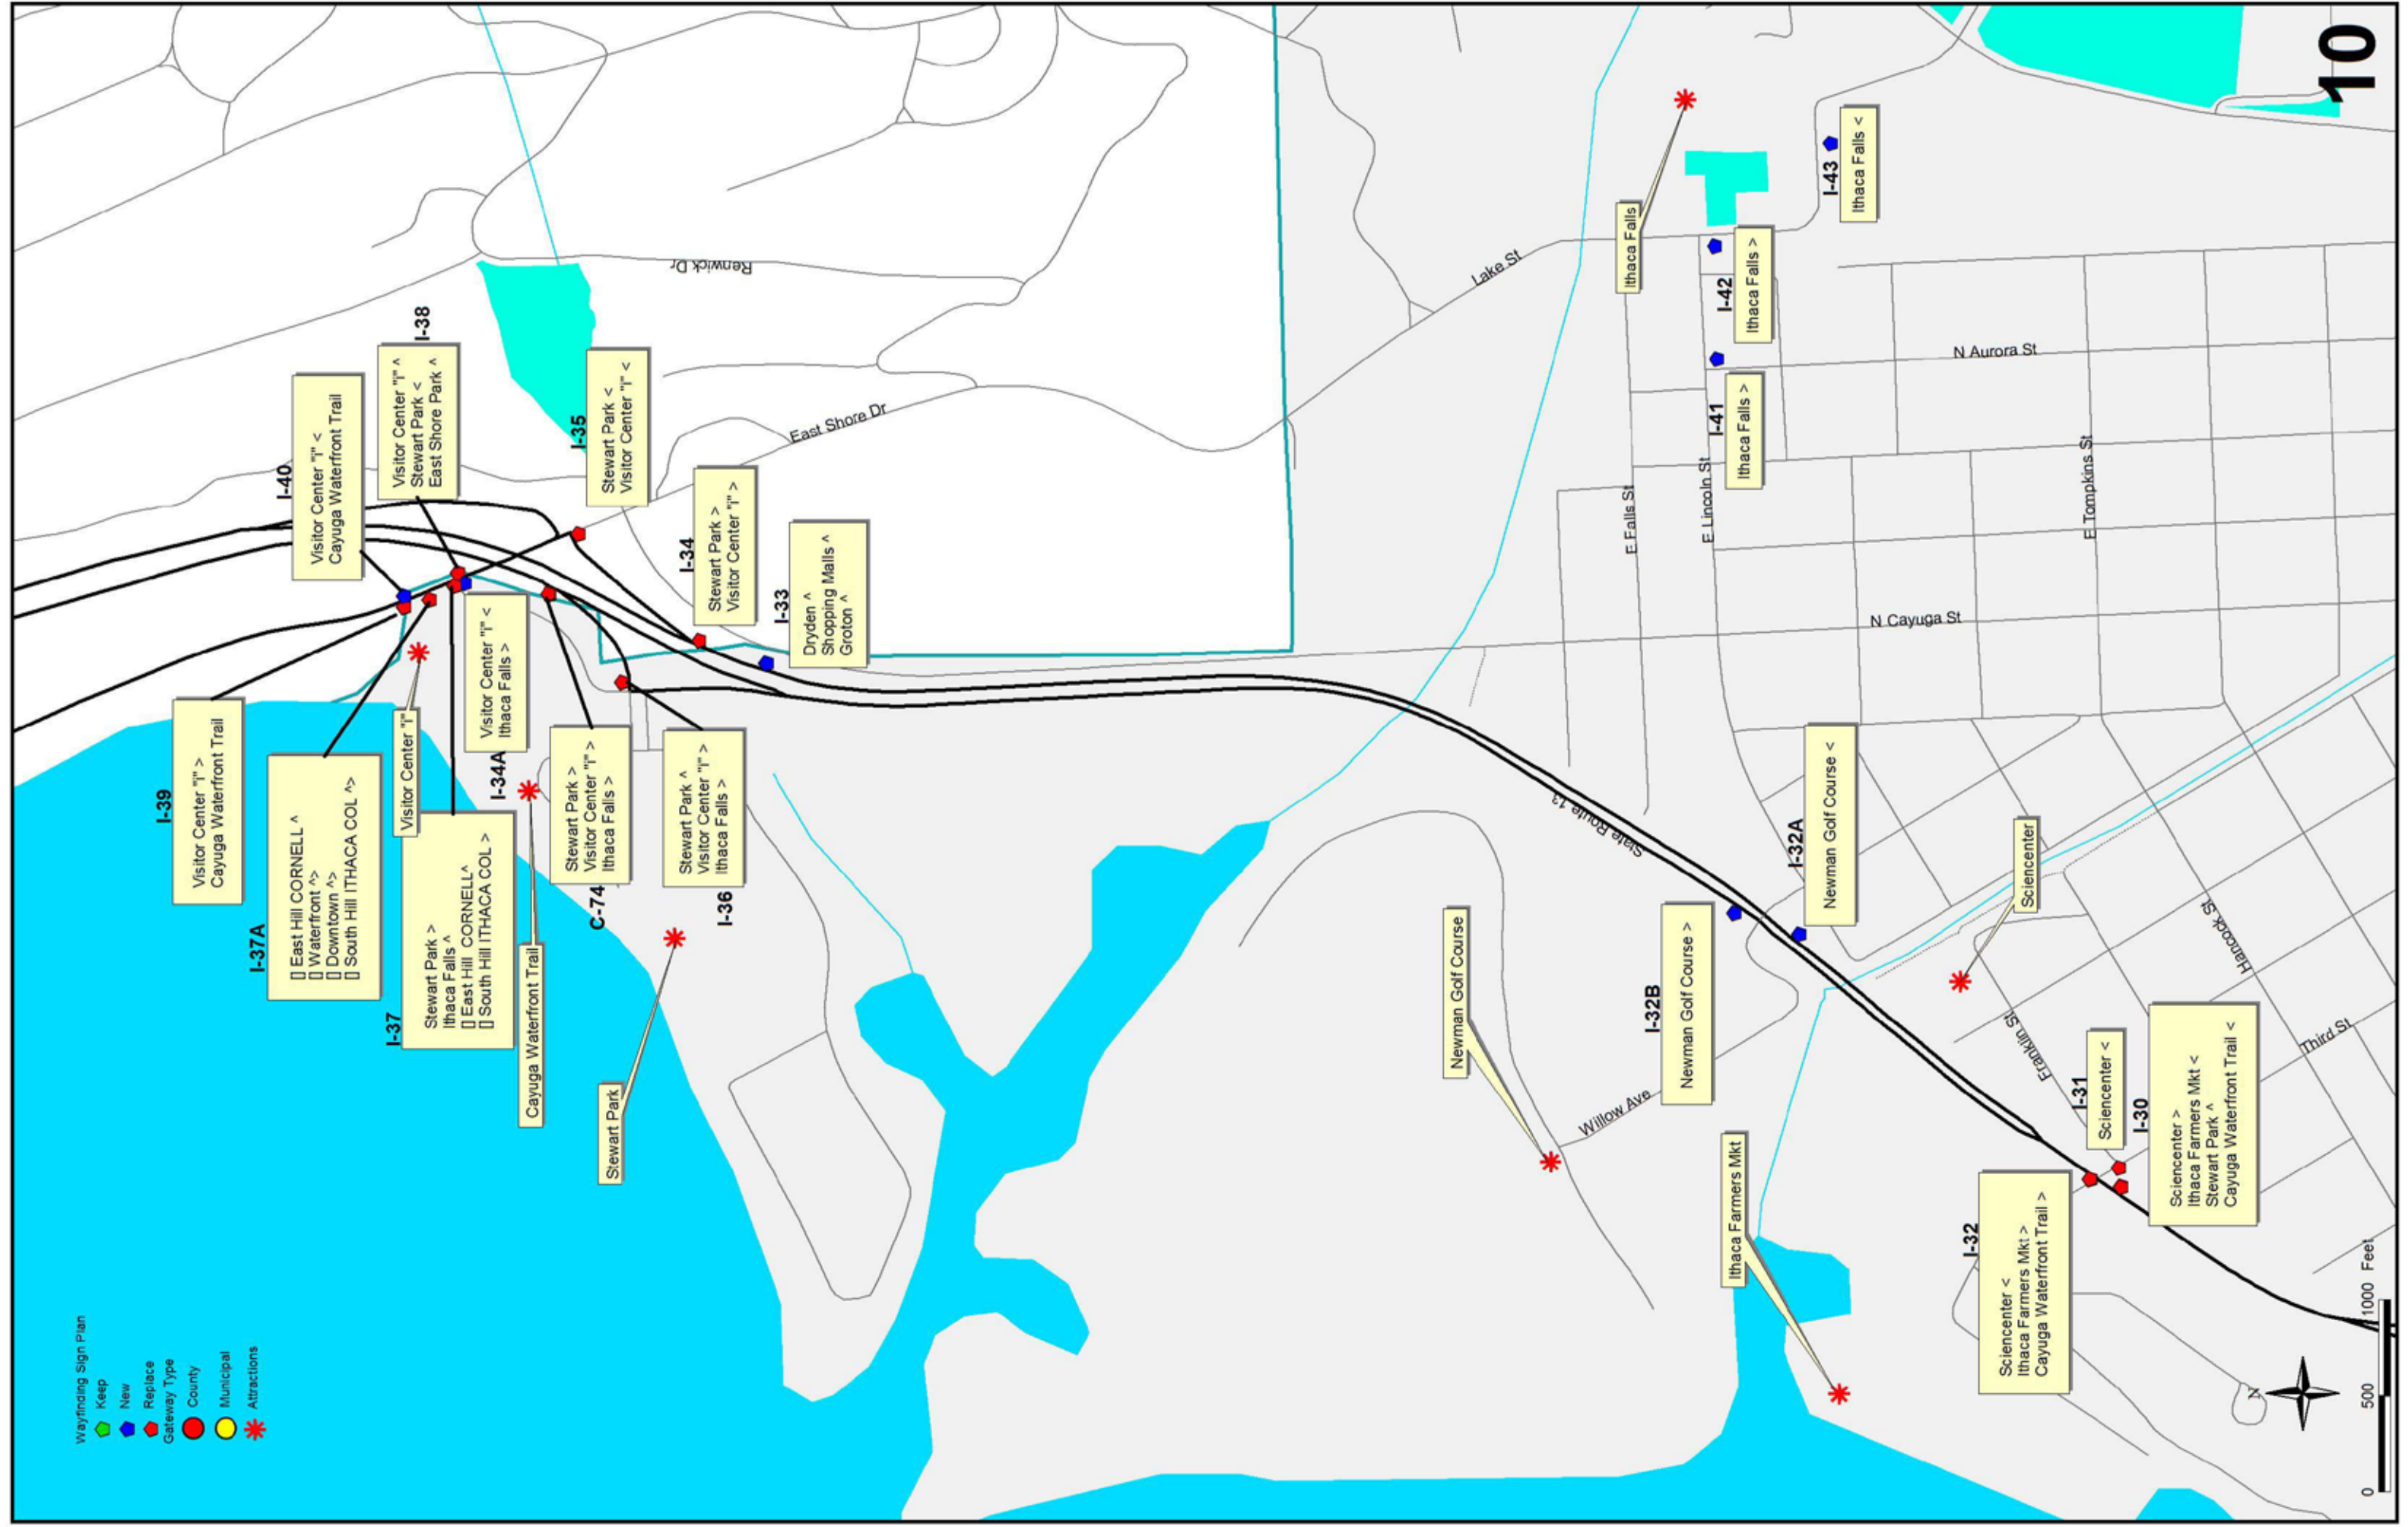 Wayfinding Sign Plan
Keep
New
Replace
Gateway Type
County
Municipal
Attractions
I-39
Visitor Center "i" >
Cayuga Waterfront Trail
I-40
Visitor Center "i" <
Cayuga Waterfront Trail
I-38
Visitor Center "i" ^
Stewart Park <
East Shore Park ^
I-37A
[] East Hill CORNELL ^
[] Waterfront ^>
[] Downtown ^>
[] South Hill ITHACA COL ^>
Visitor Center "i"
I-37
Stewart Park >
Ithaca Falls ^
[] East Hill CORNELL^
[] South Hill ITHACA COL >
I-34A
Visitor Center "i" <
Ithaca Falls >
Cayuga Waterfront Trail
C-74
Stewart Park >
Visitor Center "i" >
Ithaca Falls >
I-35
Stewart Park <
Visitor Center "i" <
Stewart Park
I-36
Stewart Park ^
Visitor Center "i" >
Ithaca Falls >
I-34
Stewart Park >
Visitor Center "i" >
Renwick Dr
I-33
Dryden ^
Shopping Malls ^
Groton ^
East Shore Dr
Newman Golf Course
Lake St
State Route 13
Willow Ave
Ithaca Falls
E Falls St
I-32B
Newman Golf Course >
E Lincoln St
I-41
Ithaca Falls >
I-42
Ithaca Falls >
Ithaca Farmers Mkt
I-32A
Newman Golf Course <
I-43
Ithaca Falls <
N Cayuga St
N Aurora St
I-32
Sciencenter <
Ithaca Farmers Mkt >
Cayuga Waterfront Trail >
Sciencenter
Franklin St
I-31
Sciencenter <
E Tompkins St
I-30
Sciencenter >
Ithaca Farmers Mkt <
Stewart Park ^
Cayuga Waterfront Trail <
Hancock St
Third St
N
0 500 1000 Feet
10